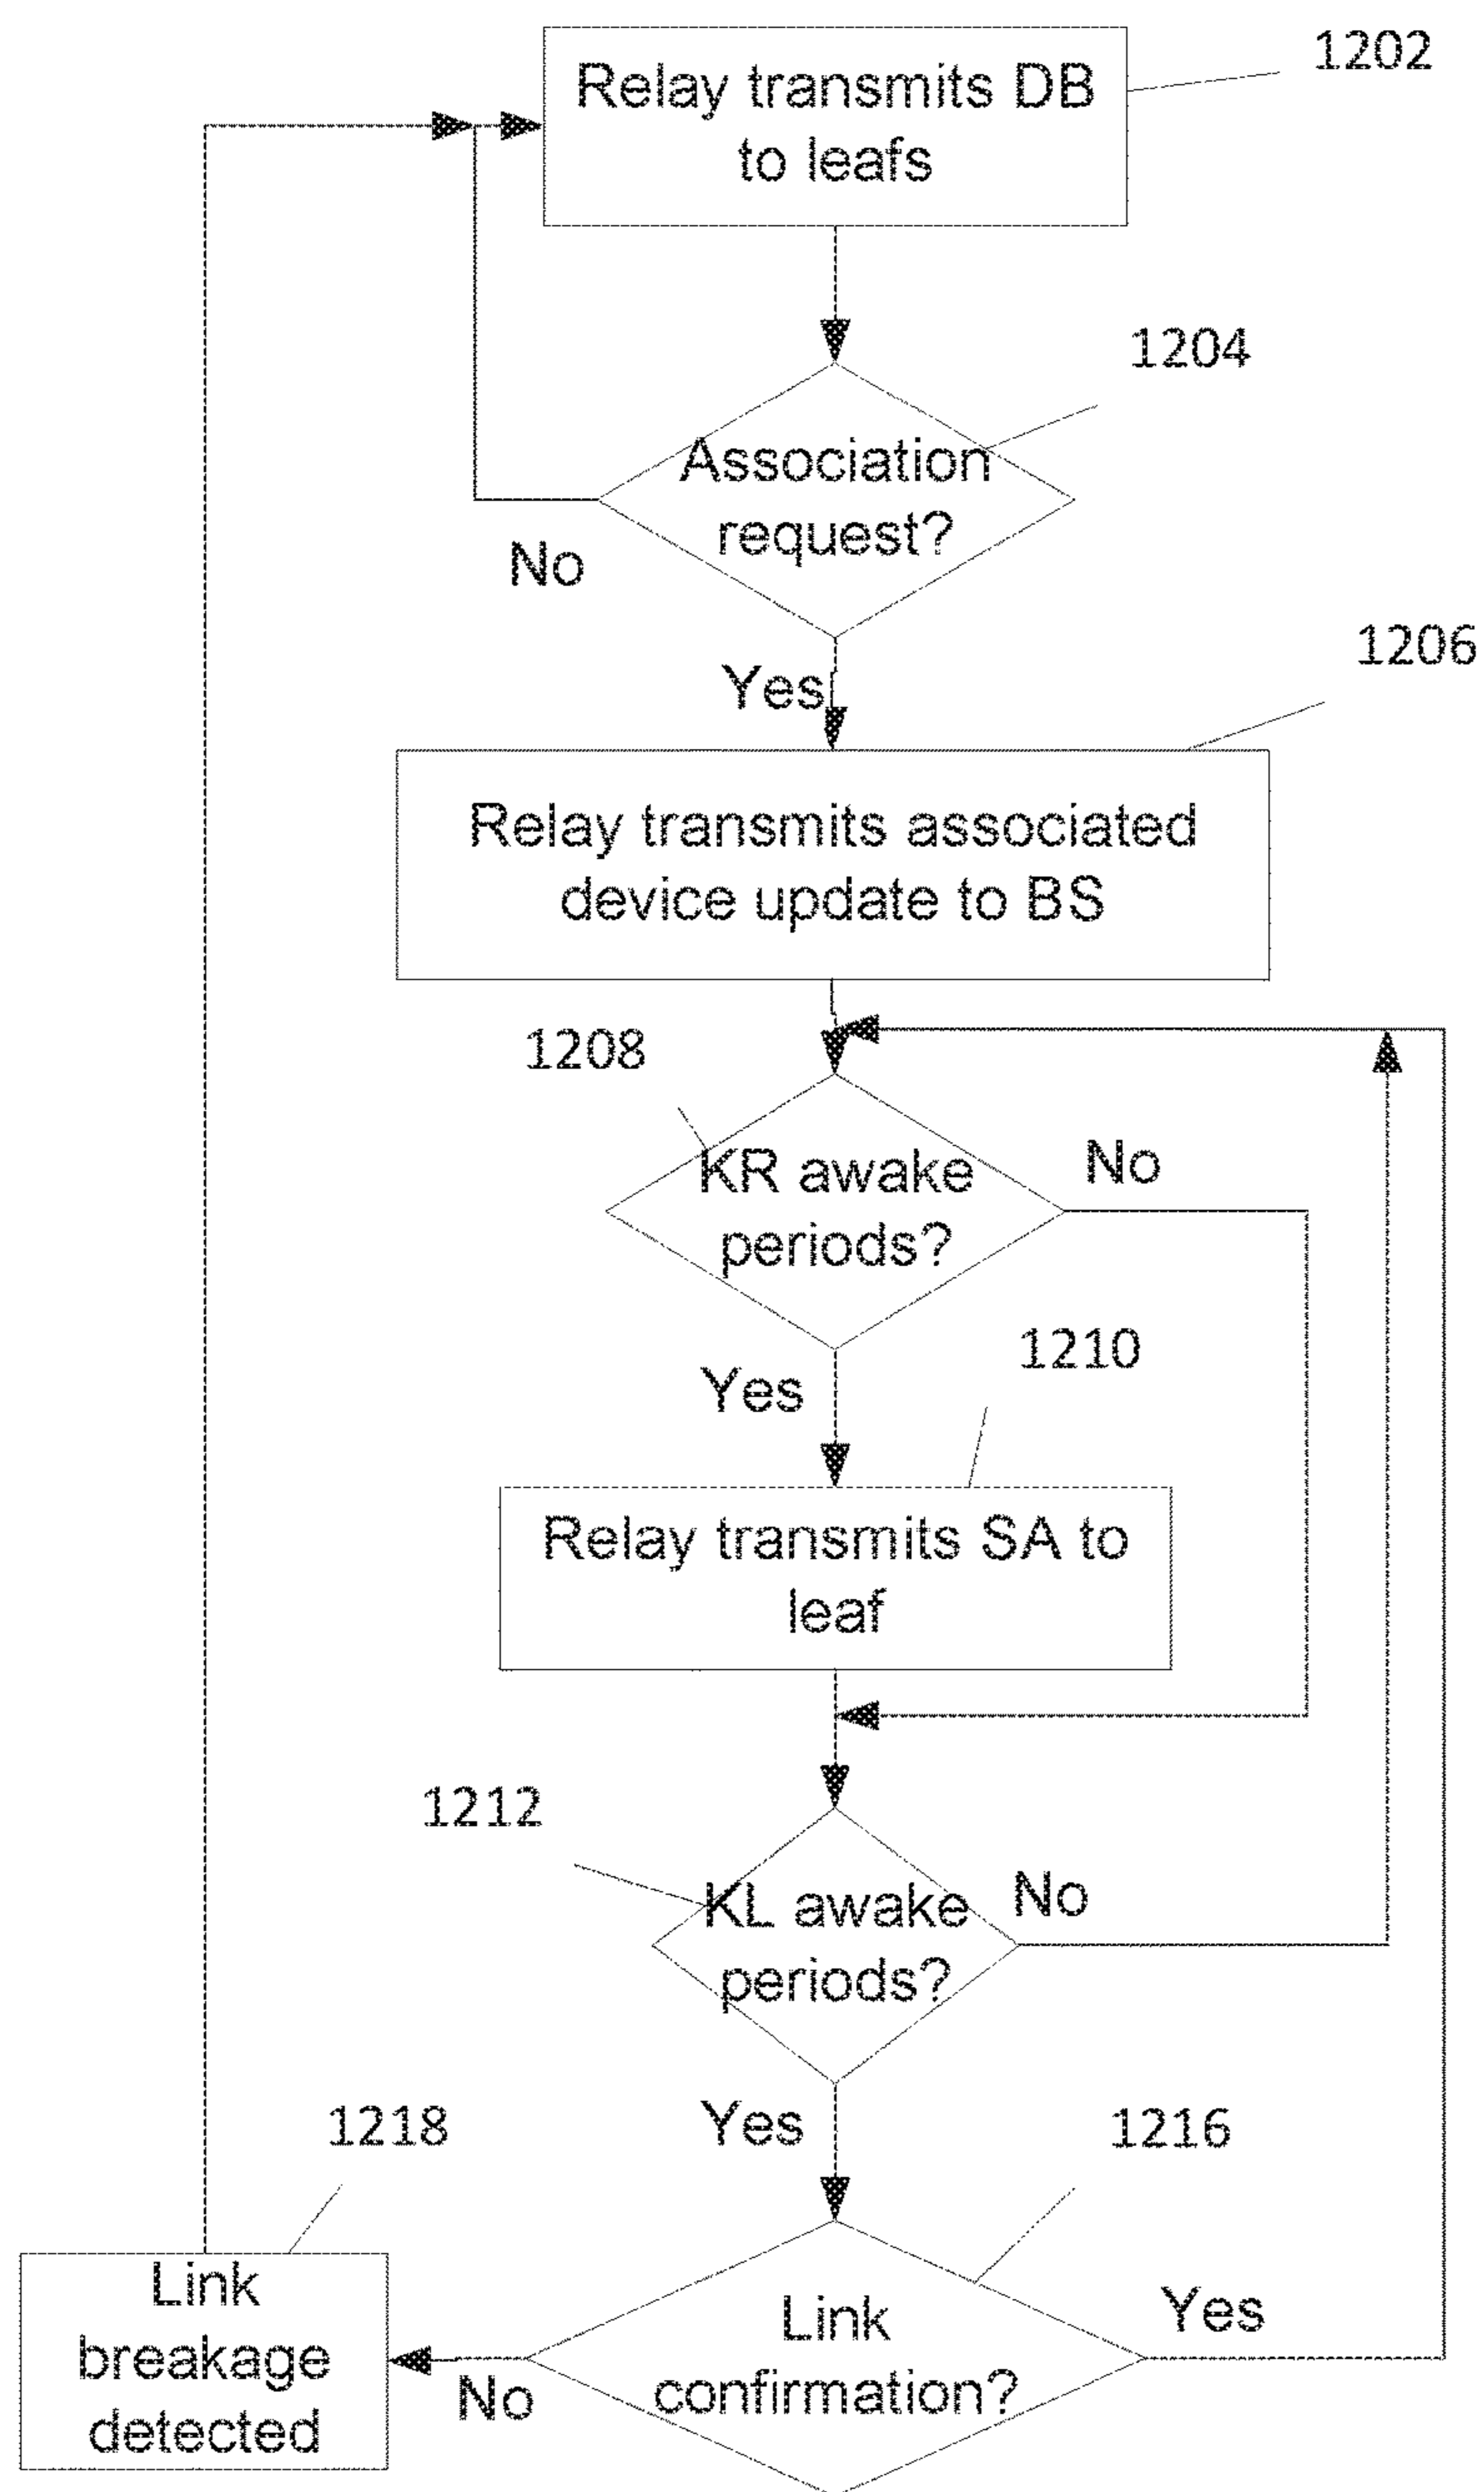 1202
Relay transmits DB
to leafs
1204
Association
request?
No
1206
Yes
Relay transmits associated
device update to BS
1208
KR awake
periods?
No
1210
Yes
Relay transmits SA to
leaf
1212
KL awake
periods?
No
1218
Yes
1216
Link
breakage
detected
No
Link
confirmation?
Yes